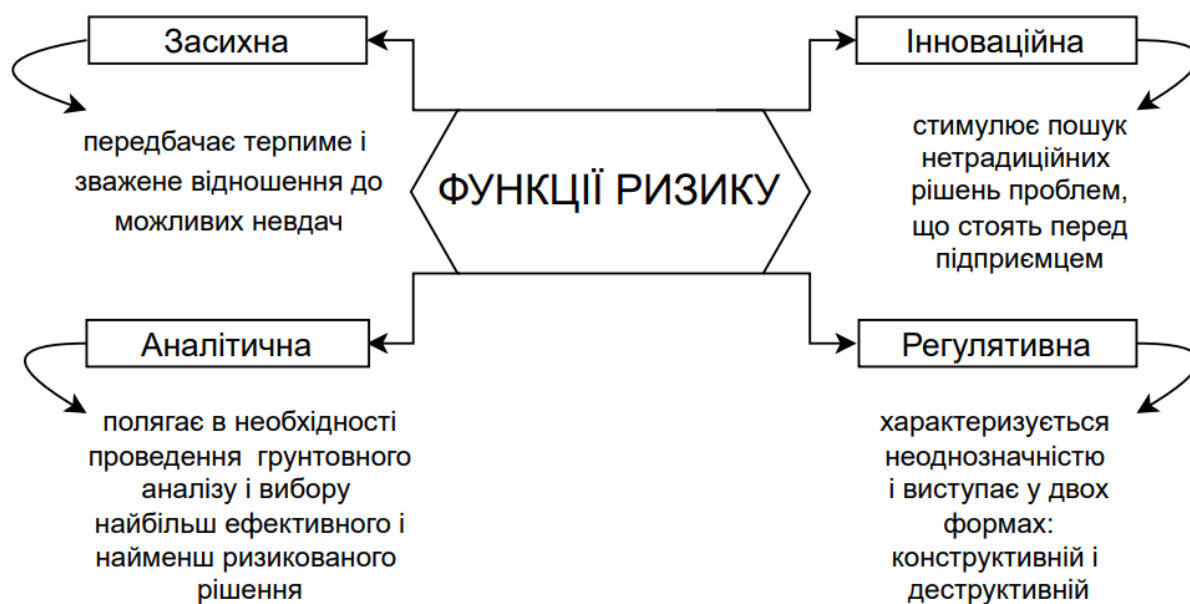 Засихна
передбачає терпиме і
зважене відношення до
можливих невдач
Інноваційна
стимулює пошук
нетрадиційних
рішень проблем,
що стоять перед
підприємцем
ФУНКЦІЇ РИЗИКУ
Аналітична
полягає в необхідності
проведення грунтовного
аналізу і вибору
найбільш ефективного і
найменш ризикованого
рішення
Регулятивна
характеризується
неоднозначністю
і виступає у двох
формах:
конструктивній і
деструктивній